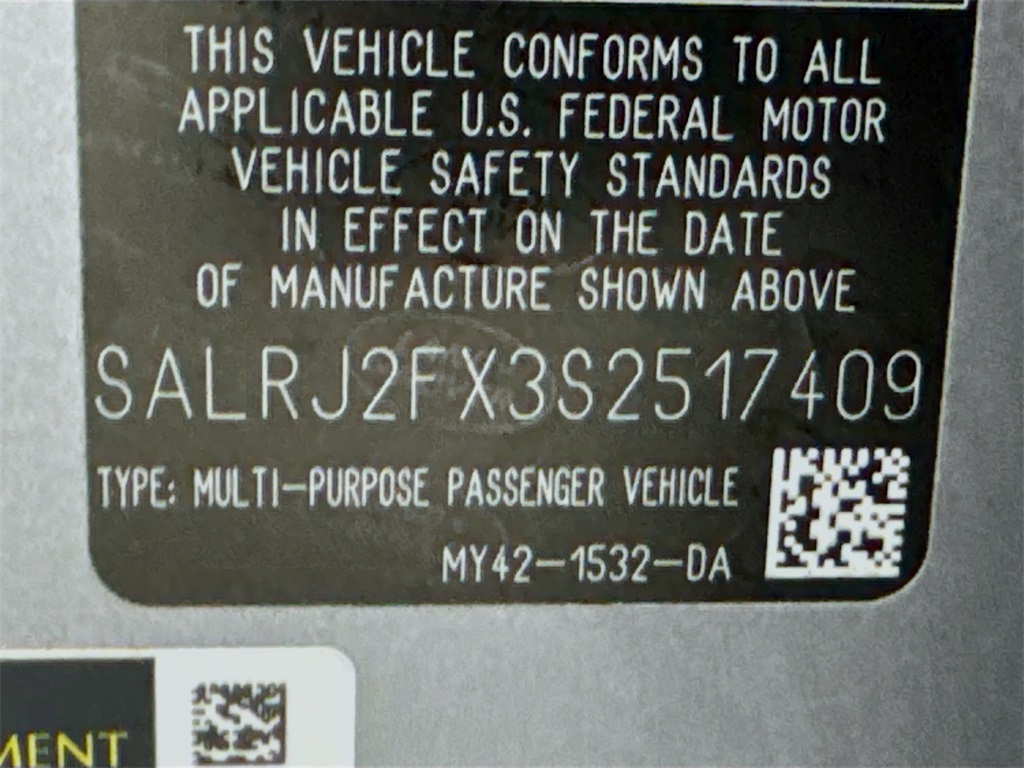 THIS VEHICLE CONFORMS TO ALL
APPLICABLE U.S. FEDERAL MOTOR
VEHICLE SAFETY STANDARDS
IN EFFECT ON THE DATE
OF MANUFACTURE SHOWN ABOVE
SALRJ2FX3S2517409
TYPE: MULTI-PURPOSE PASSENGER VEHICLE
MY42-1532-DA